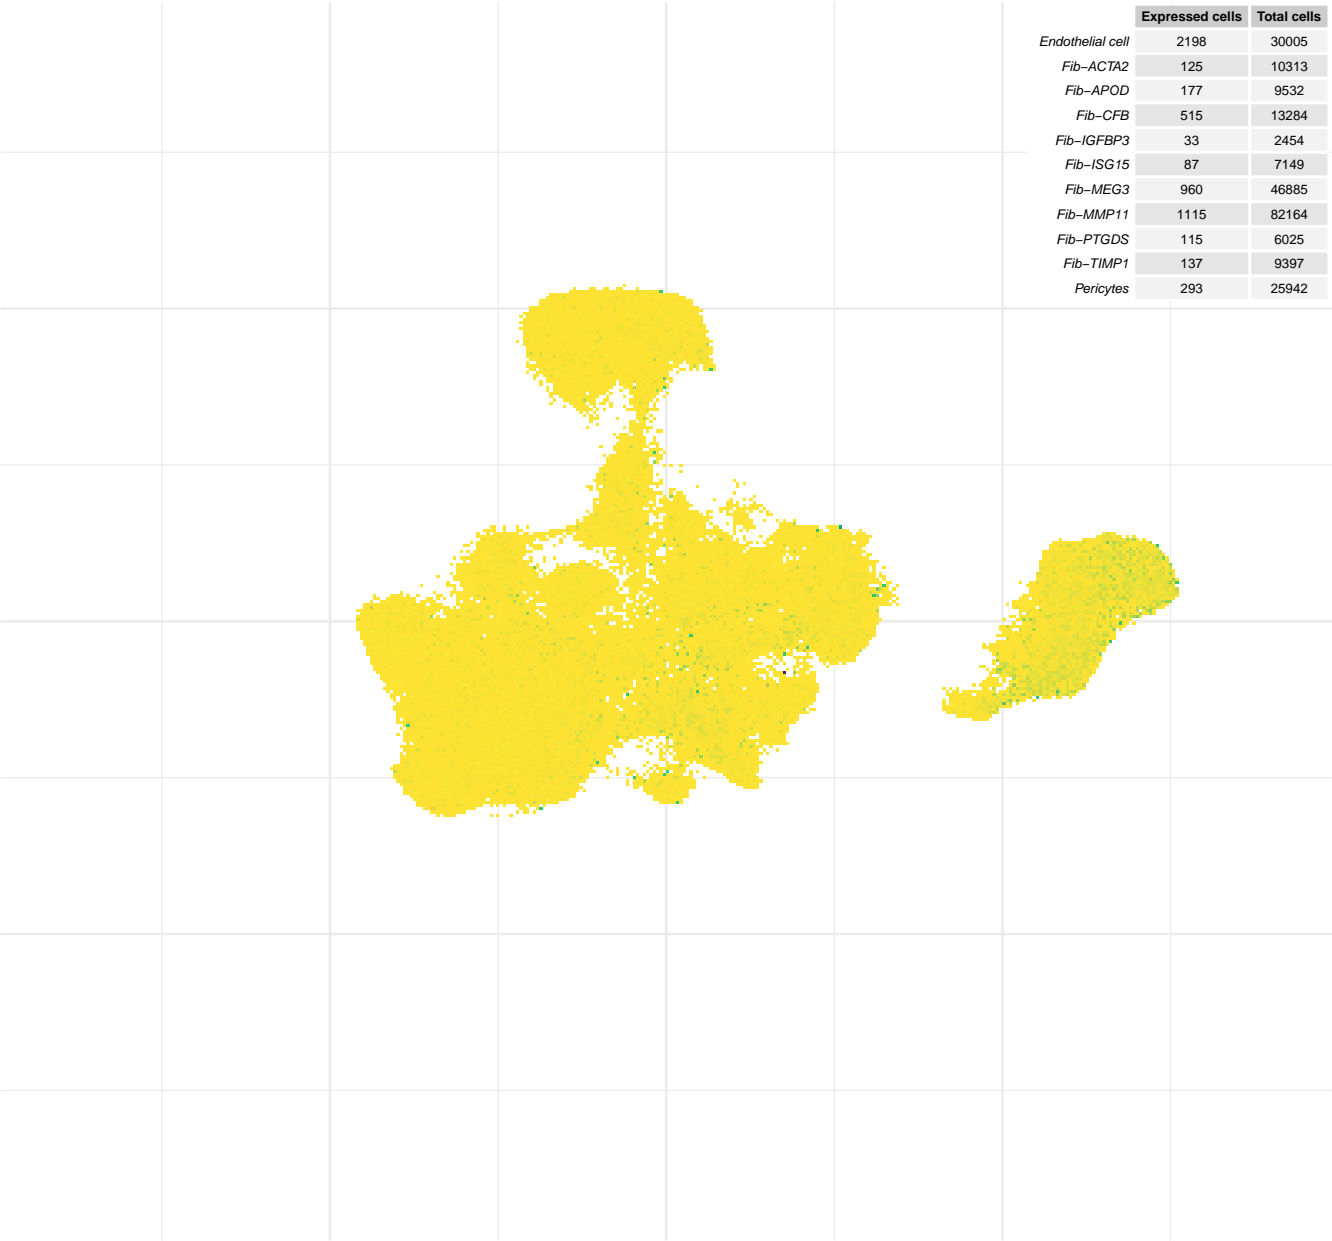 Expressed cells Total cells
Endothelial cell 2198 30005
Fib−ACTA2 125 10313
Fib−APOD 177 9532
Fib−CFB 515 13284
Fib−IGFBP3 33 2454
Fib−ISG15 87 7149
Fib−MEG3 960 46885
Fib−MMP11 1115 82164
Fib−PTGDS 115 6025
Fib−TIMP1 137 9397
Pericytes 293 25942